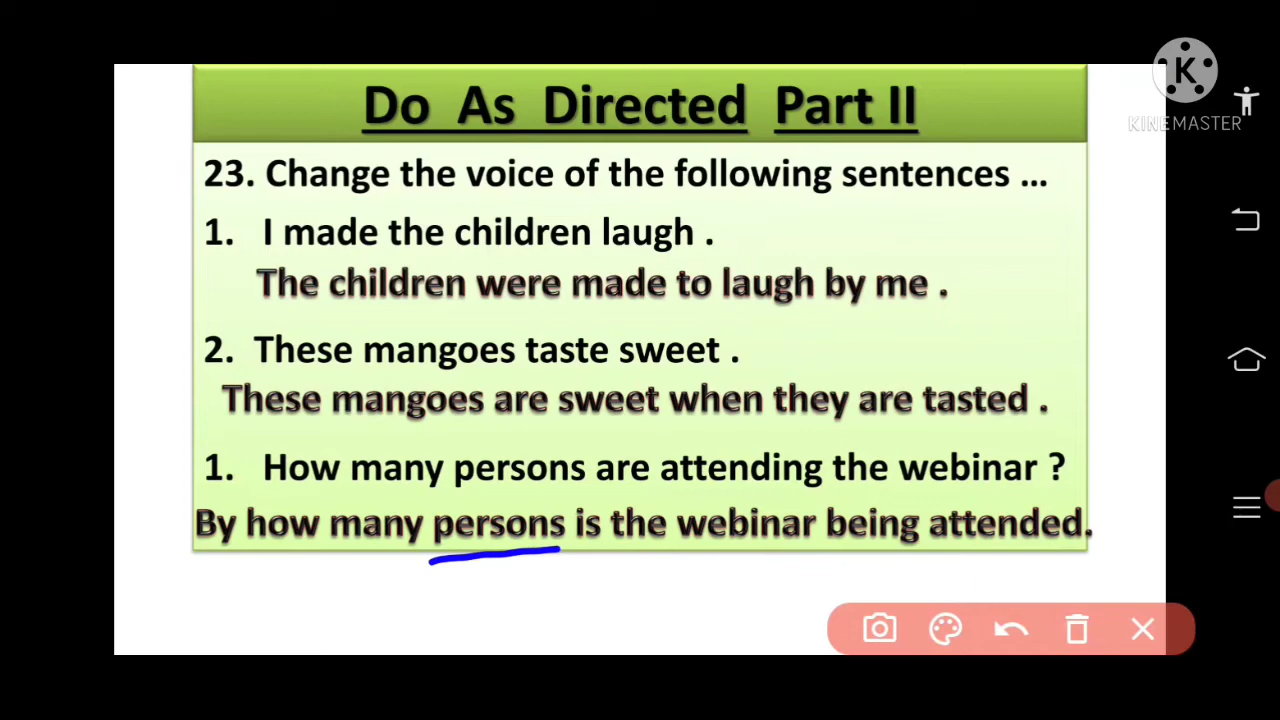 Do As Directed Part II
K
KINEMASTER
23. Change the voice of the following sentences ...
1. I made the children laugh .
The children were made to laugh by me .
2. These mangoes taste sweet .
These mangoes are sweet when they are tasted .
1. How many persons are attending the webinar ?
By how many persons is the webinar being attended.